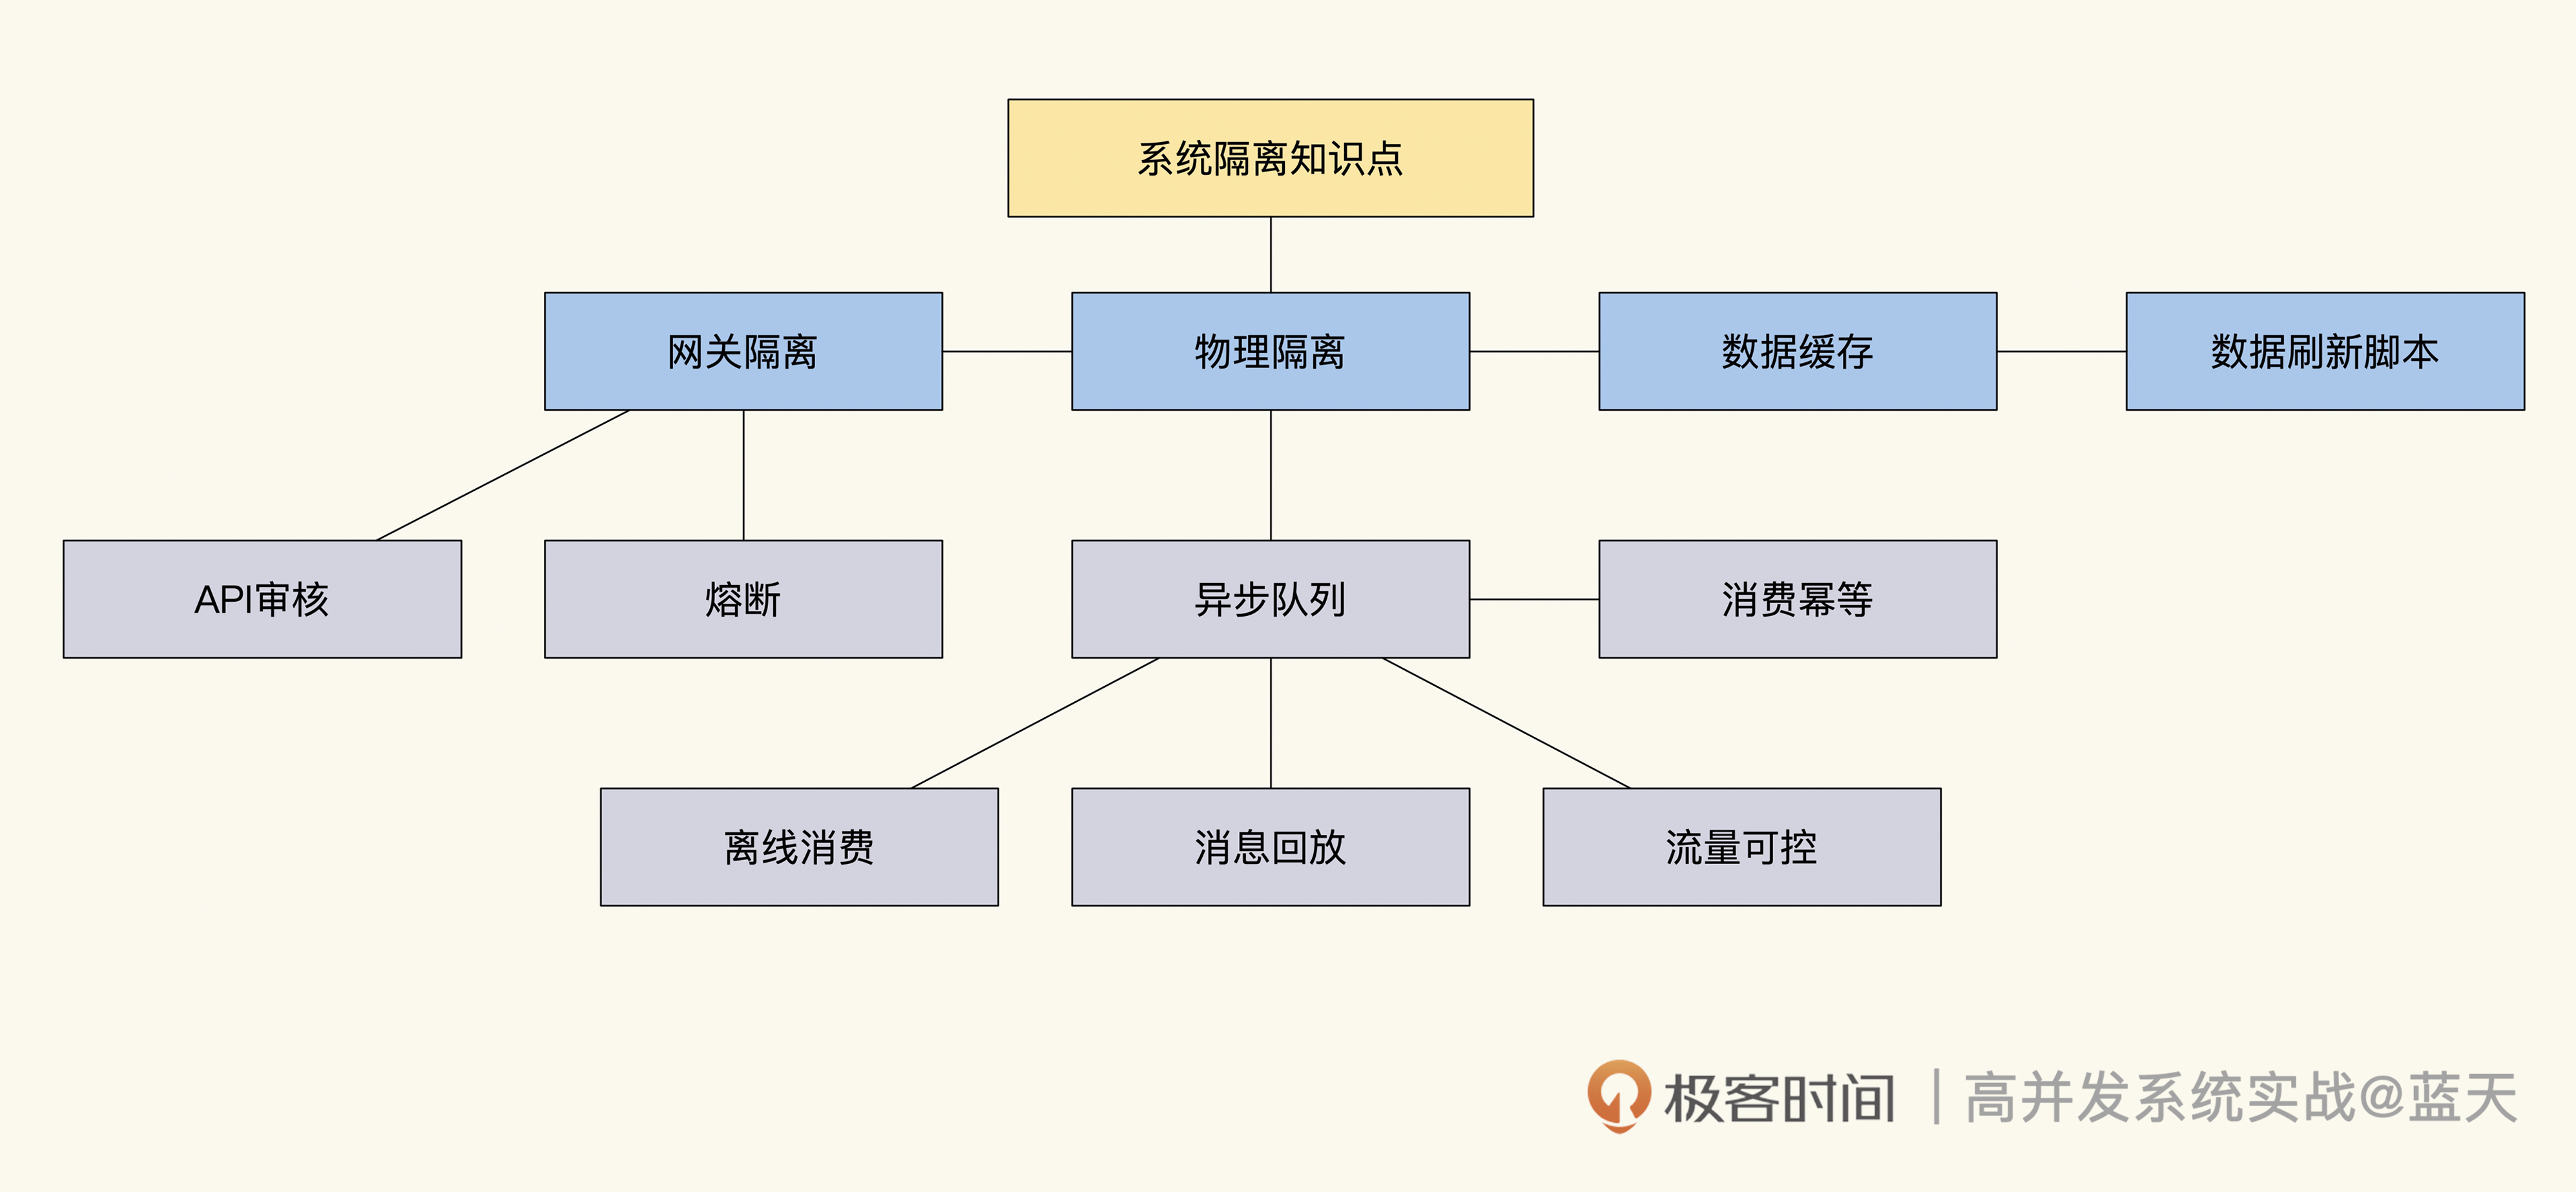 系统隔离知识点
网关隔离
物理隔离
数据缓存
数据刷新脚本
API审核
熔断
异步队列
消费幂等
离线消费
消息回放
流量可控
极客时间 | 高并发系统实战@蓝天